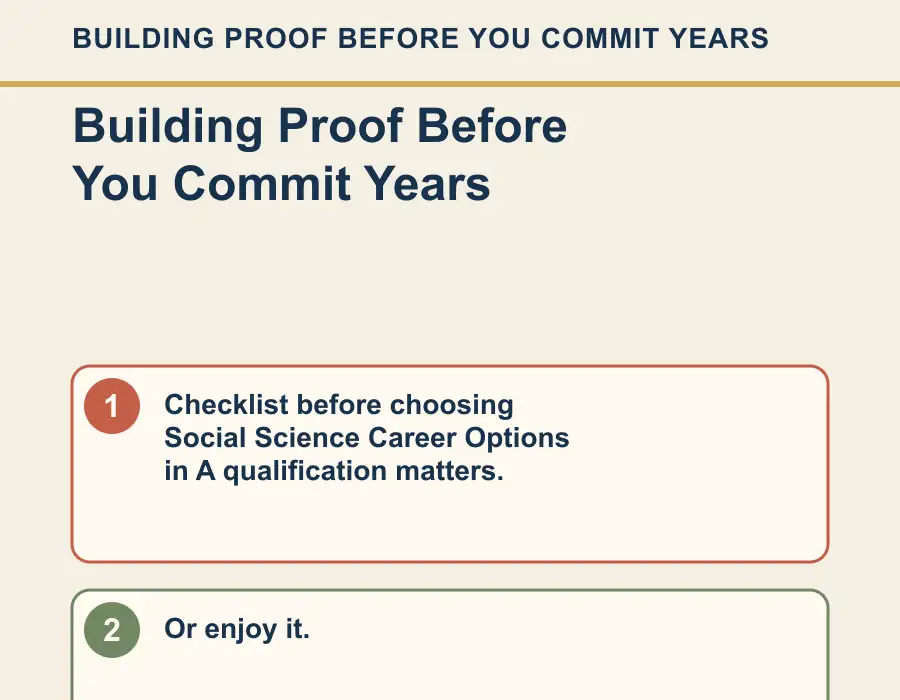 BUILDING PROOF BEFORE YOU COMMIT YEARS
Building Proof Before
You Commit Years
1
Checklist before choosing
Social Science Career Options
in A qualification matters.
2
Or enjoy it.